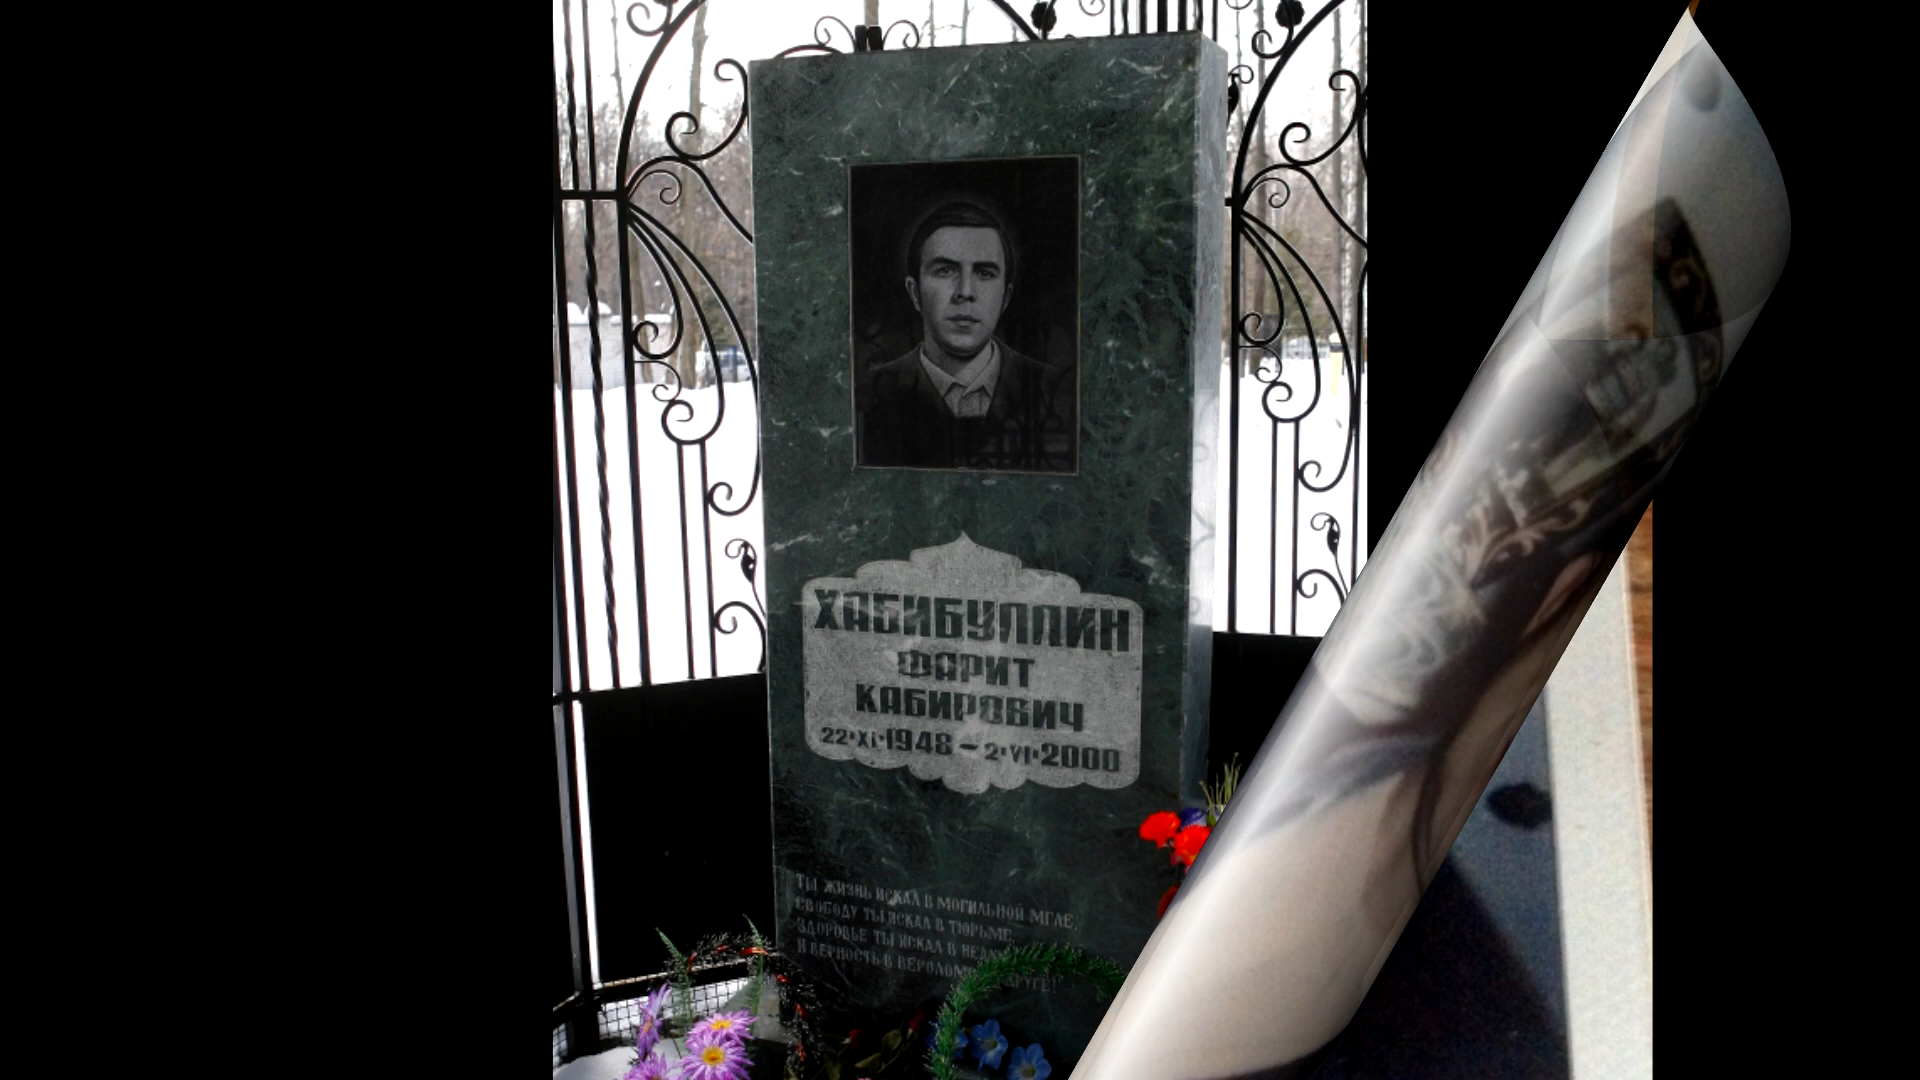 ХАБИБУЛЛИН
ФАРИТ
КАБИРОВИЧ
22•XI•1948 – 2•VI•2000
ТЫ ЖИЗНЬ ИСКАЛ В МОГИЛЬНОЙ МГЛЕ,
СВОБОДУ ТЫ ИСКАЛ В ТЮРЬМЕ,
ЗДОРОВЬЕ ТЫ ИСКАЛ В
И ВЕРНОСТЬ В
ДРУГЕ!